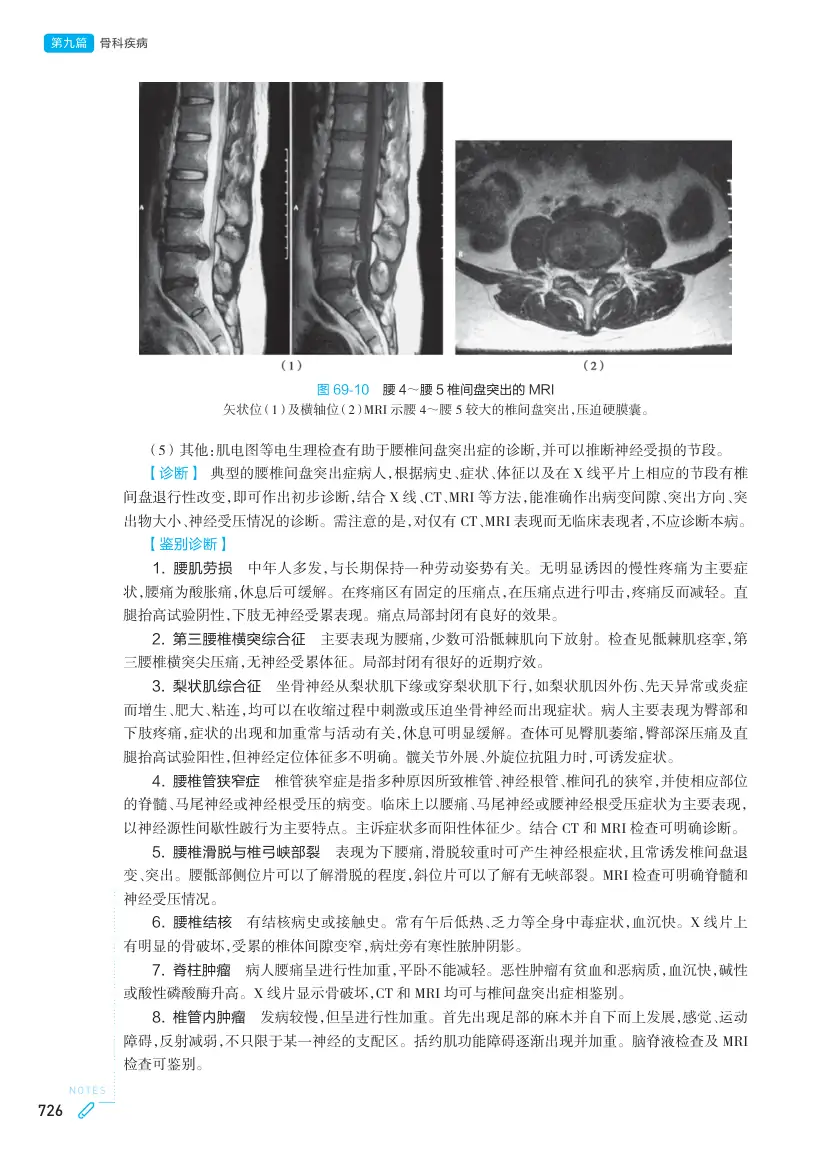 第九篇 骨科疾病
A
A
(1)
(2)
图 69-10 腰 4～腰 5 椎间盘突出的 MRI
矢状位(1)及横轴位(2)MRI 示腰 4～腰 5 较大的椎间盘突出,压迫硬膜囊。
(5)其他:肌电图等电生理检查有助于腰椎间盘突出症的诊断,并可以推断神经受损的节段。
【诊断】 典型的腰椎间盘突出症病人,根据病史、症状、体征以及在 X 线平片上相应的节段有椎
间盘退行性改变,即可作出初步诊断,结合 X 线、CT、MRI 等方法,能准确作出病变间隙、突出方向、突
出物大小、神经受压情况的诊断。需注意的是,对仅有 CT、MRI 表现而无临床表现者,不应诊断本病。
【鉴别诊断】
1. 腰肌劳损 中年人多发,与长期保持一种劳动姿势有关。无明显诱因的慢性疼痛为主要症
状,腰痛为酸胀痛,休息后可缓解。在疼痛区有固定的压痛点,在压痛点进行叩击,疼痛反而减轻。直
腿抬高试验阴性,下肢无神经受累表现。痛点局部封闭有良好的效果。
2. 第三腰椎横突综合征 主要表现为腰痛,少数可沿骶棘肌向下放射。检查见骶棘肌痉挛,第
三腰椎横突尖压痛,无神经受累体征。局部封闭有很好的近期疗效。
3. 梨状肌综合征 坐骨神经从梨状肌下缘或穿梨状肌下行,如梨状肌因外伤、先天异常或炎症
而增生、肥大、粘连,均可以在收缩过程中刺激或压迫坐骨神经而出现症状。病人主要表现为臀部和
下肢疼痛,症状的出现和加重常与活动有关,休息可明显缓解。查体可见臀肌萎缩,臀部深压痛及直
腿抬高试验阳性,但神经定位体征多不明确。髋关节外展、外旋位抗阻力时,可诱发症状。
4. 腰椎管狭窄症 椎管狭窄症是指多种原因所致椎管、神经根管、椎间孔的狭窄,并使相应部位
的脊髓、马尾神经或神经根受压的病变。临床上以腰痛、马尾神经或腰神经根受压症状为主要表现,
以神经源性间歇性跛行为主要特点。主诉症状多而阳性体征少。结合 CT 和 MRI 检查可明确诊断。
5. 腰椎滑脱与椎弓峡部裂 表现为下腰痛,滑脱较重时可产生神经根症状,且常诱发椎间盘退
变、突出。腰骶部侧位片可以了解滑脱的程度,斜位片可以了解有无峡部裂。MRI 检查可明确脊髓和
神经受压情况。
6. 腰椎结核 有结核病史或接触史。常有午后低热、乏力等全身中毒症状,血沉快。X 线片上
有明显的骨破坏,受累的椎体间隙变窄,病灶旁有寒性脓肿阴影。
7. 脊柱肿瘤 病人腰痛呈进行性加重,平卧不能减轻。恶性肿瘤有贫血和恶病质,血沉快,碱性
或酸性磷酸酶升高。X 线片显示骨破坏,CT 和 MRI 均可与椎间盘突出症相鉴别。
8. 椎管内肿瘤 发病较慢,但呈进行性加重。首先出现足部的麻木并自下而上发展,感觉、运动
障碍,反射减弱,不只限于某一神经的支配区。括约肌功能障碍逐渐出现并加重。脑脊液检查及 MRI
检查可鉴别。
NOTES
726